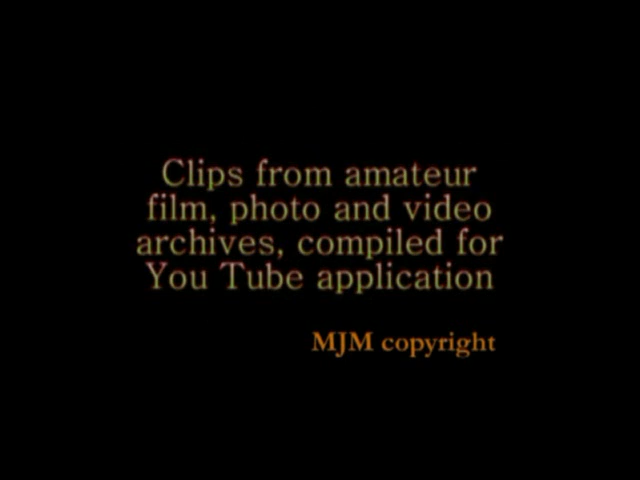 Clips from amateur
film, photo and video
archives, compiled for
You Tube application
MJM copyright